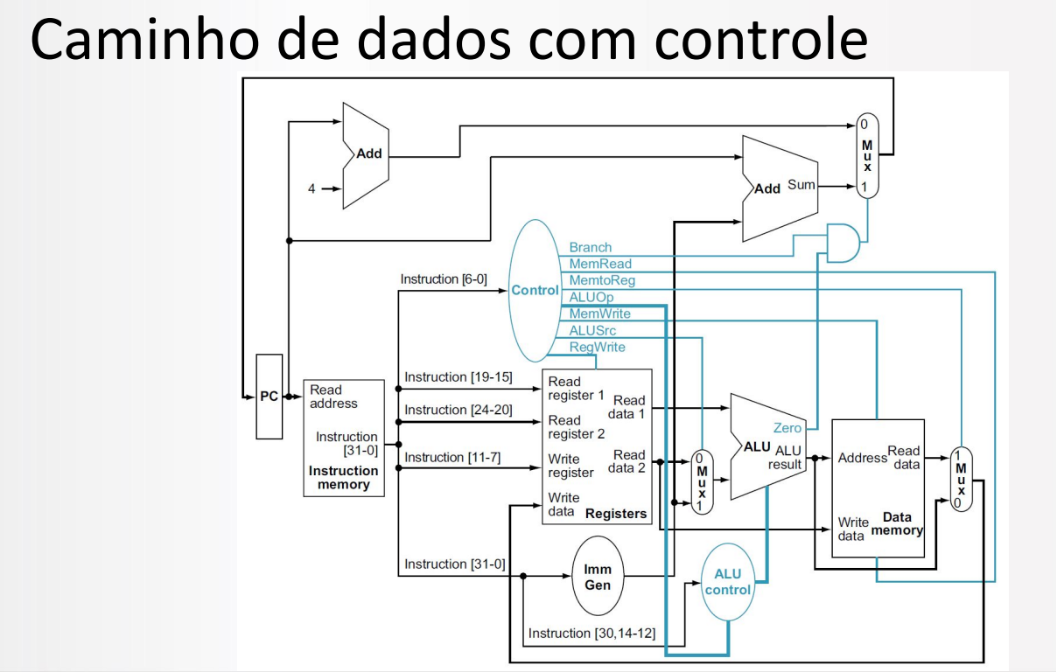 Caminho de dados com controle
Add
4
Add Sum
0
M
u
x
1
Branch
MemRead
MemtoReg
ALUOp
MemWrite
ALUSrc
RegWrite
Control
Instruction [6-0]
PC
Read
address
Instruction
[31-0]
Instruction
memory
Instruction [19-15]
Instruction [24-20]
Instruction [11-7]
Instruction [31-0]
Instruction [30,14-12]
Read
register 1
Read
register 2
Write
register
Write
data
Read
data 1
Read
data 2
Registers
Imm
Gen
0
M
u
x
1
Zero
ALU
ALU
result
ALU
control
Address
Read
data
Write
data
Data
memory
1
M
u
x
0